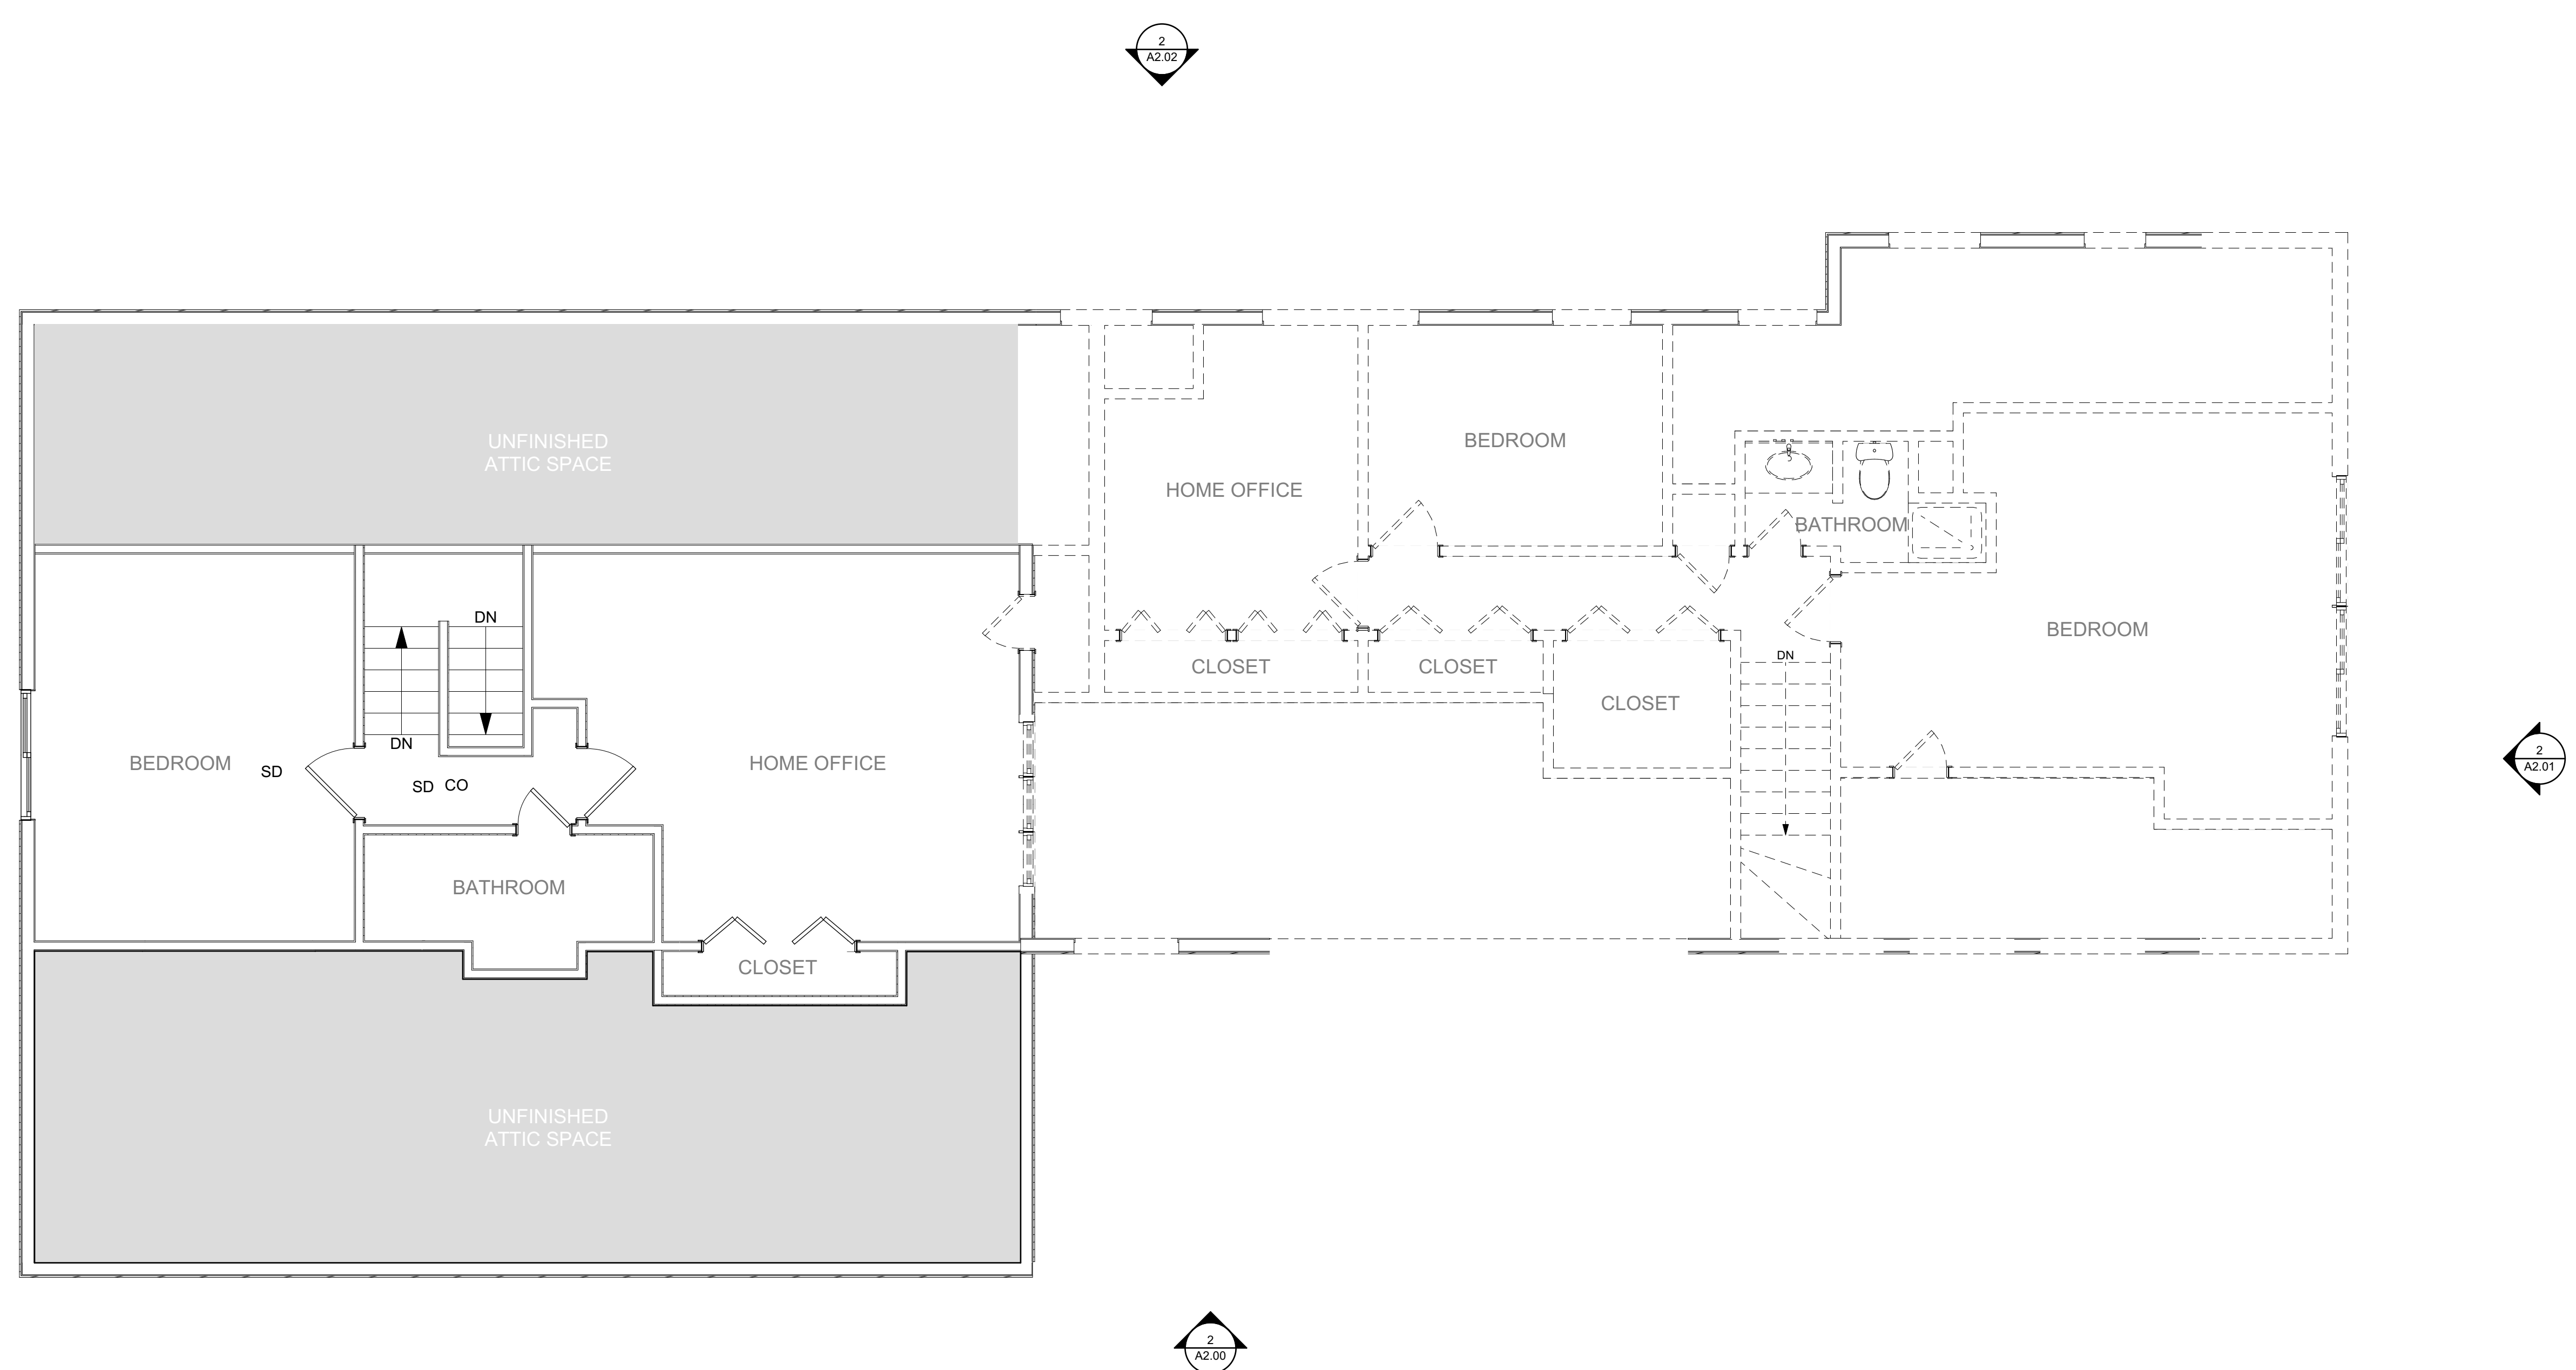 2
A2.02
UNFINISHED
ATTIC SPACE
BEDROOM
HOME OFFICE
BATHROOM
DN
BEDROOM
DN
CLOSET
CLOSET
CLOSET
DN
BEDROOM
SD
SD CO
HOME OFFICE
2
A2.01
BATHROOM
CLOSET
UNFINISHED
ATTIC SPACE
2
A2.00